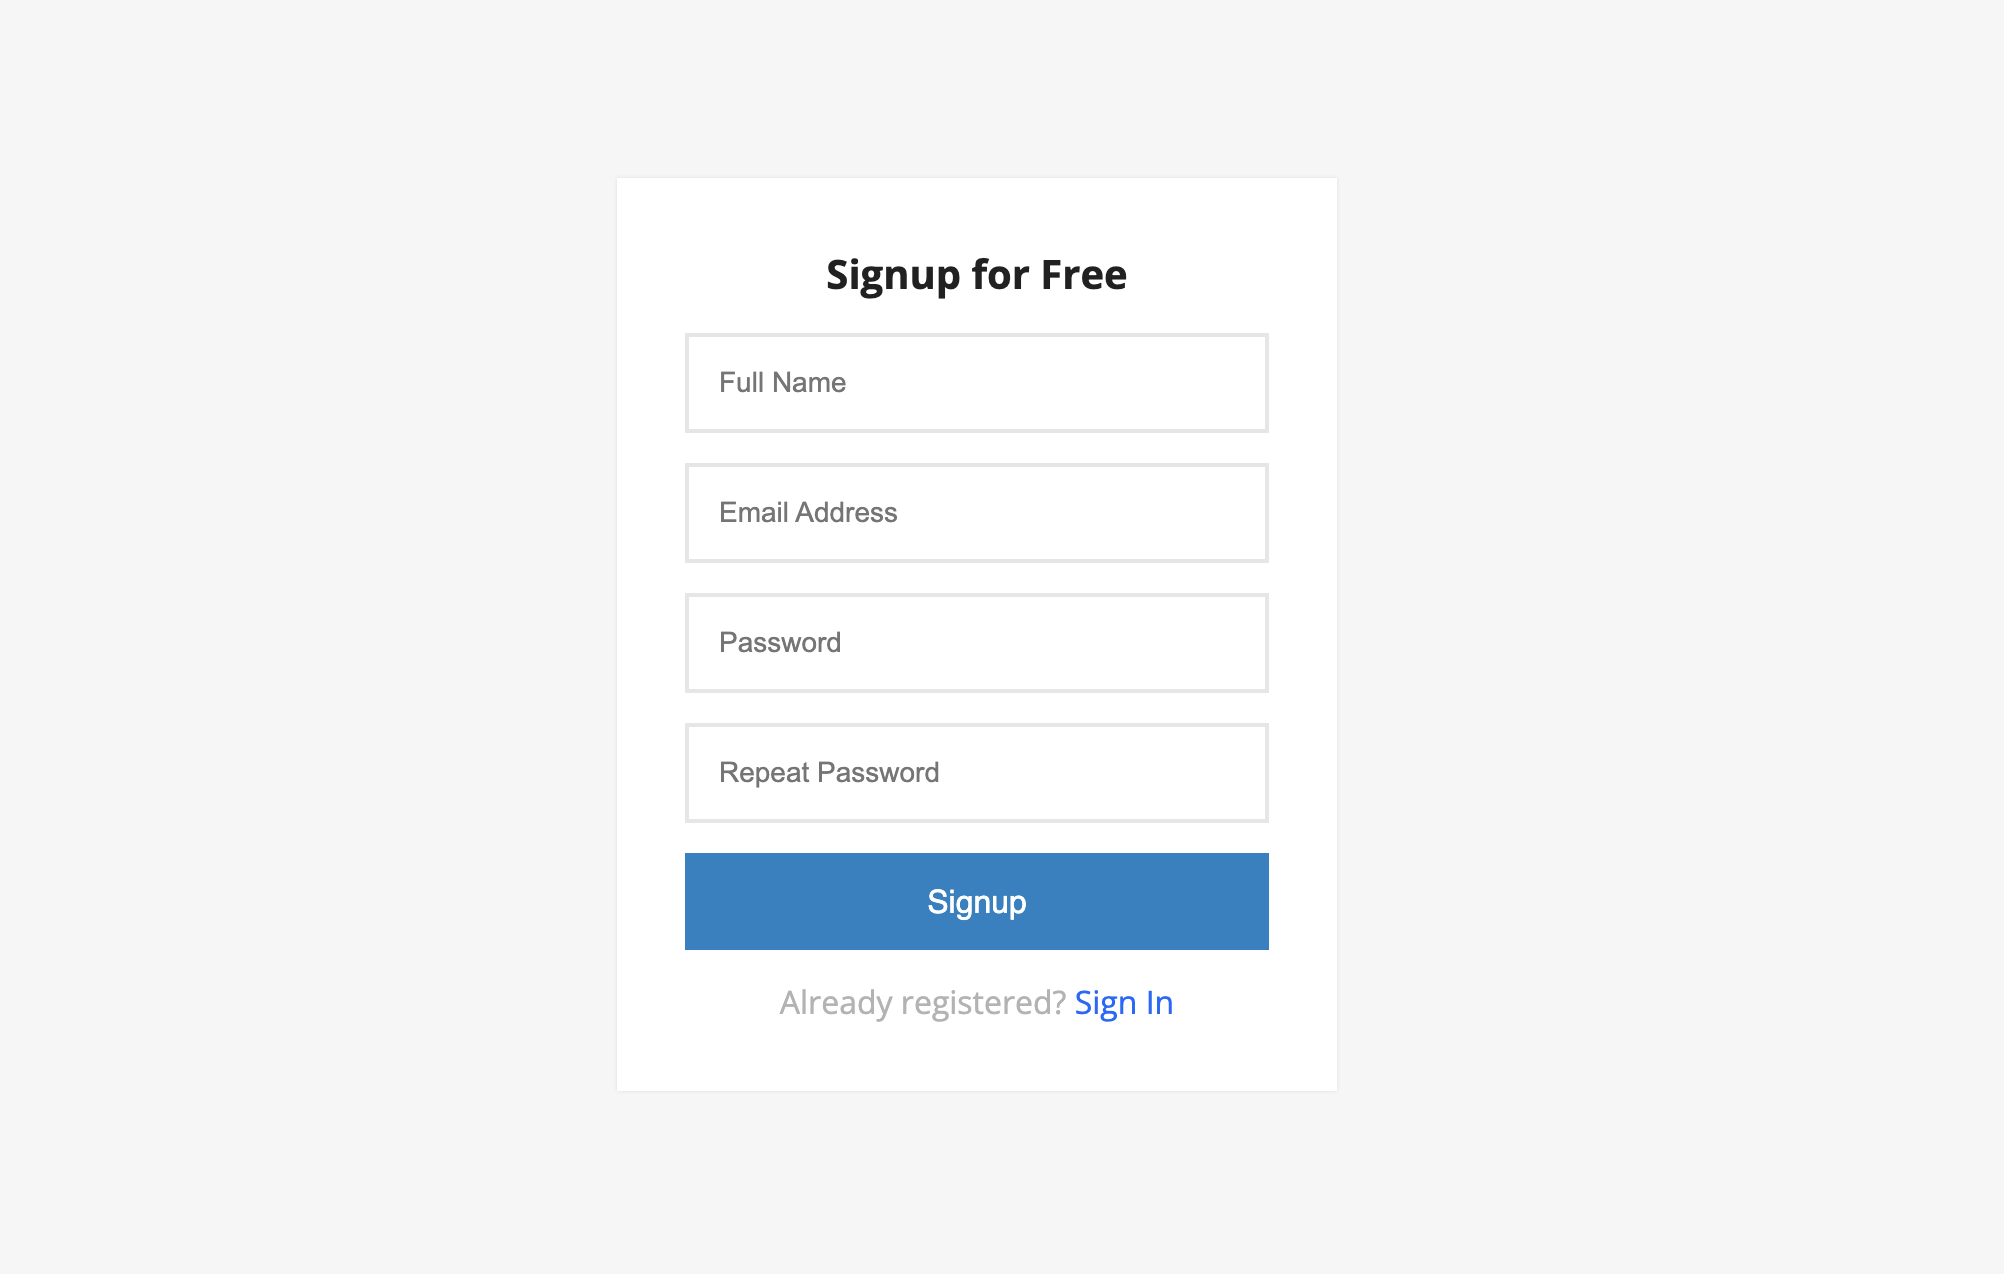 Signup for Free
Full Name
Email Address
Password
Repeat Password
Signup
Already registered? Sign In